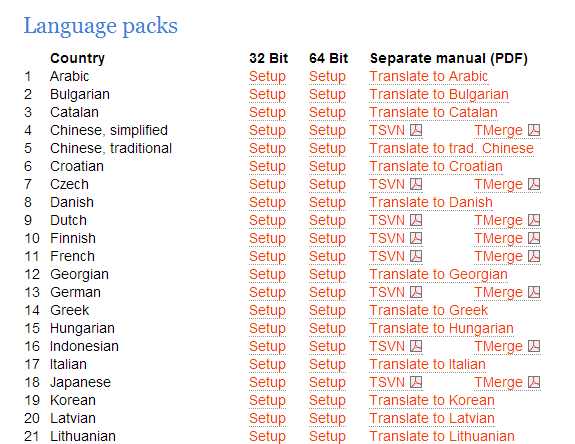 Language packs
Country 32 Bit 64 Bit Separate manual (PDF)
1 Arabic Setup Setup Translate to Arabic
2 Bulgarian Setup Setup Translate to Bulgarian
3 Catalan Setup Setup Translate to Catalan
4 Chinese, simplified Setup Setup TSVN TMerge
5 Chinese, traditional Setup Setup Translate to trad. Chinese
6 Croatian Setup Setup Translate to Croatian
7 Czech Setup Setup TSVN TMerge
8 Danish Setup Setup Translate to Danish
9 Dutch Setup Setup TSVN TMerge
10 Finnish Setup Setup TSVN TMerge
11 French Setup Setup TSVN TMerge
12 Georgian Setup Setup Translate to Georgian
13 German Setup Setup TSVN TMerge
14 Greek Setup Setup Translate to Greek
15 Hungarian Setup Setup Translate to Hungarian
16 Indonesian Setup Setup TSVN TMerge
17 Italian Setup Setup Translate to Italian
18 Japanese Setup Setup TSVN TMerge
19 Korean Setup Setup Translate to Korean
20 Latvian Setup Setup Translate to Latvian
21 Lithuanian Setup Setup Translate to Lithuanian